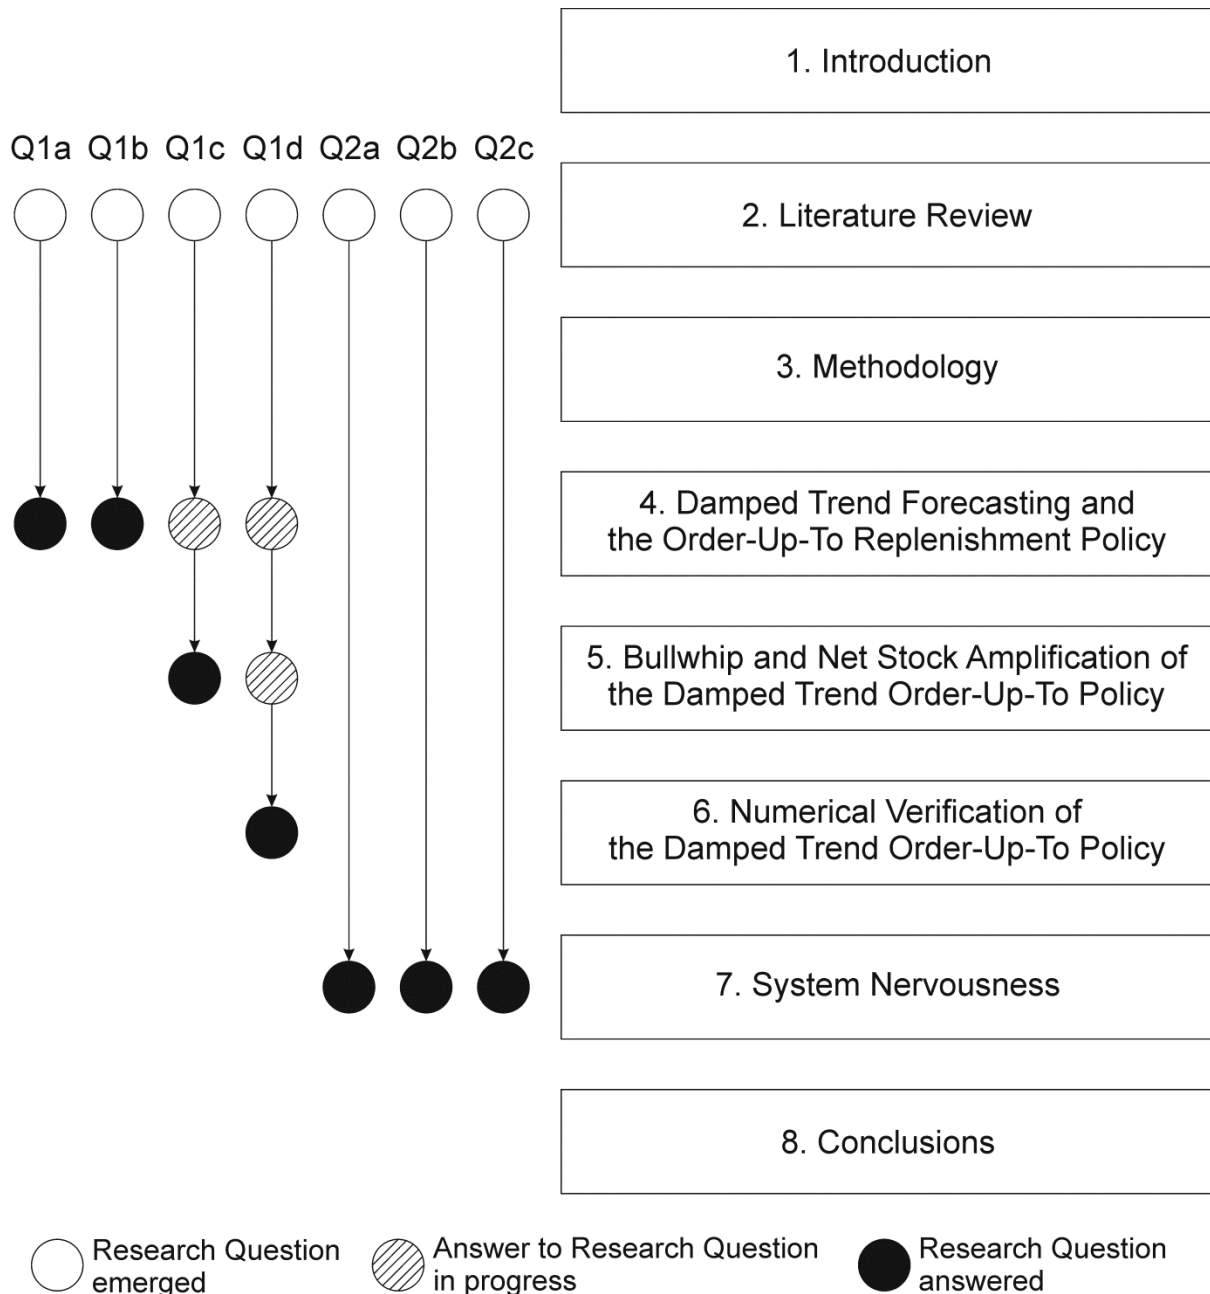 1. Introduction
Q1a Q1b Q1c Q1d Q2a Q2b Q2c
2. Literature Review
3. Methodology
4. Damped Trend Forecasting and
the Order-Up-To Replenishment Policy
5. Bullwhip and Net Stock Amplification of
the Damped Trend Order-Up-To Policy
6. Numerical Verification of
the Damped Trend Order-Up-To Policy
7. System Nervousness
8. Conclusions
Research Question
emerged
Answer to Research Question
in progress
Research Question
answered